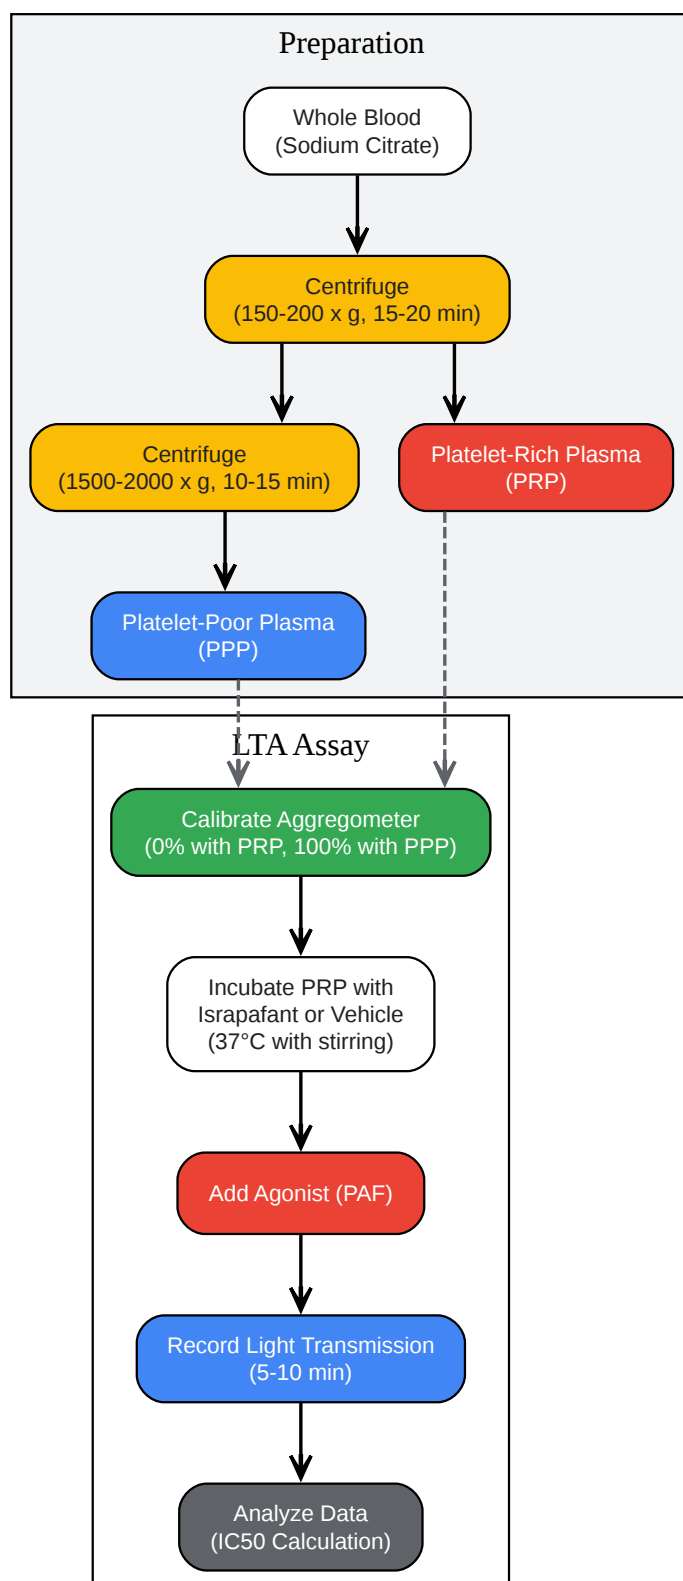 Preparation
Whole Blood
(Sodium Citrate)
Centrifuge
(150-200 x g, 15-20 min)
Centrifuge
(1500-2000 x g, 10-15 min)
Platelet-Rich Plasma
(PRP)
Platelet-Poor Plasma
(PPP)
LTA Assay
Calibrate Aggregometer
(0% with PRP, 100% with PPP)
Incubate PRP with
Israpafant or Vehicle
(37°C with stirring)
Add Agonist (PAF)
Record Light Transmission
(5-10 min)
Analyze Data
(IC50 Calculation)